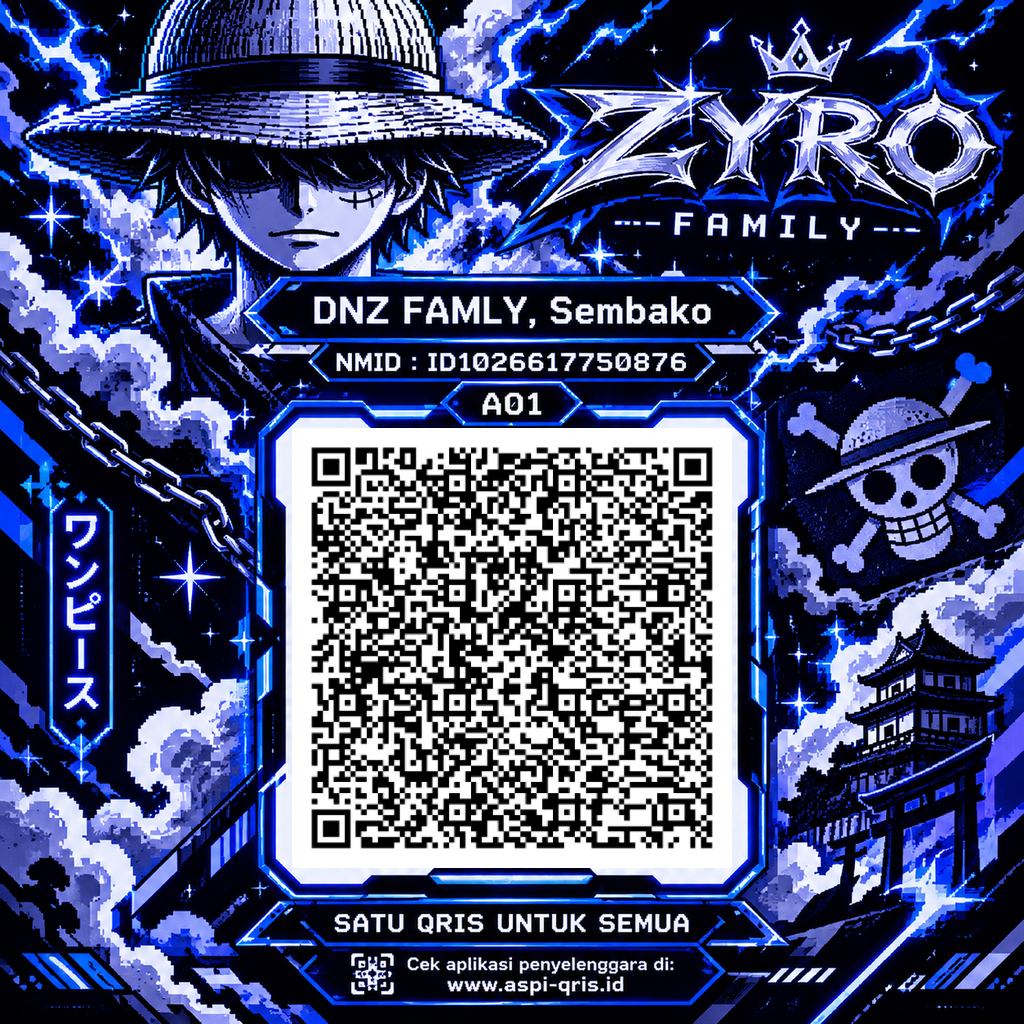 ZYRO
FAMILY
DNZ FAMLY, Sembako
NMID : ID1026617750876
A01
ワンピース
SATU QRIS UNTUK SEMUA
Cek aplikasi penyelenggara di:
www.aspi-qris.id